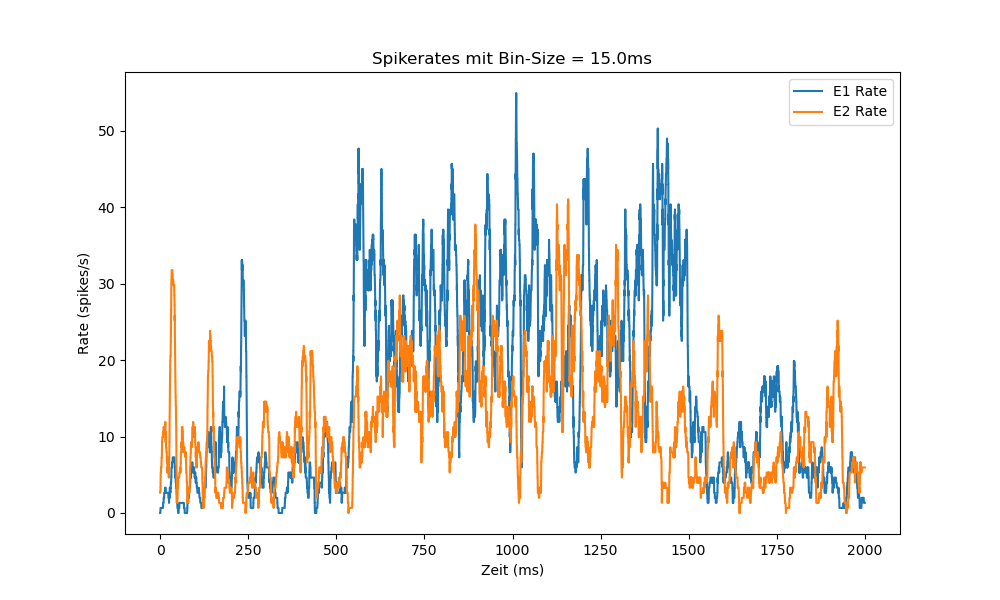 Spikerates mit Bin-Size = 15.0ms
E1 Rate
E2 Rate
Rate (spikes/s)
50
40
30
20
10
0
0 250 500 750 1000 1250 1500 1750 2000
Zeit (ms)